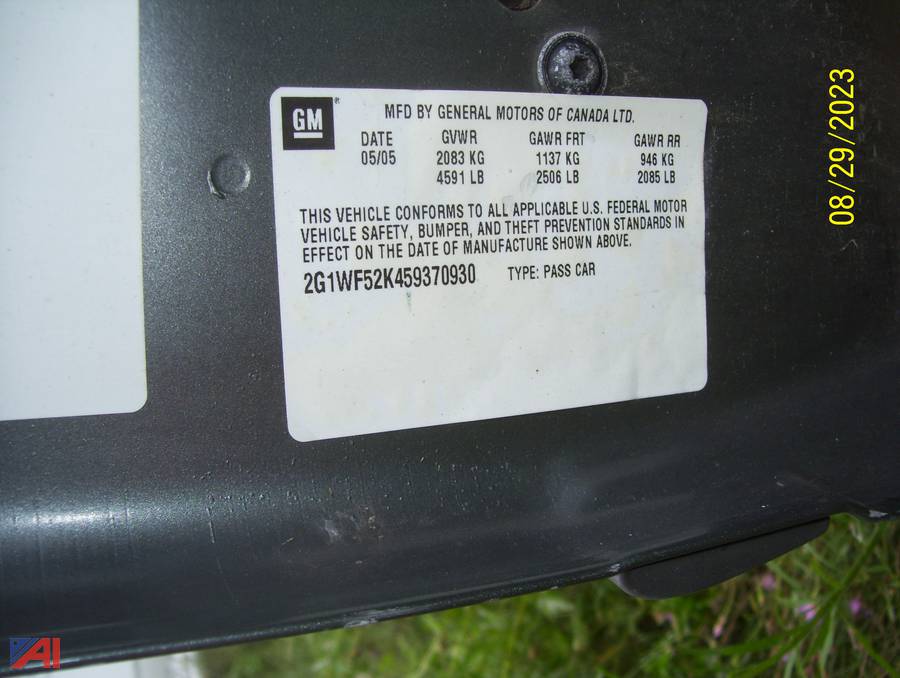 GM
MFD BY GENERAL MOTORS OF CANADA LTD.
DATE GVWR GAWR FRT GAWR RR
05/05 2083 KG 1137 KG 946 KG
4591 LB 2506 LB 2085 LB
THIS VEHICLE CONFORMS TO ALL APPLICABLE U.S. FEDERAL MOTOR
VEHICLE SAFETY, BUMPER, AND THEFT PREVENTION STANDARDS IN
EFFECT ON THE DATE OF MANUFACTURE SHOWN ABOVE.
2G1WF52K459370930 TYPE: PASS CAR
08/29/2023
AI